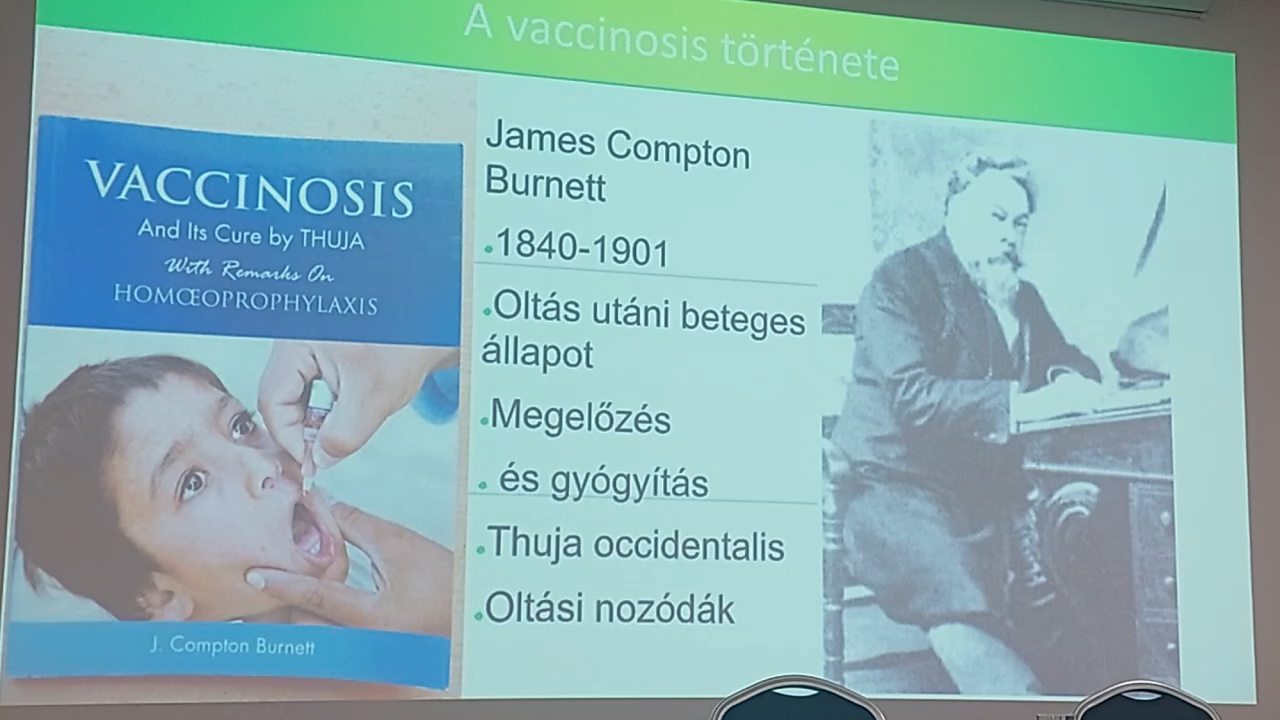 A vaccinosis története
VACCINOSIS
And Its Cure by THUJA
With Remarks On
HOMŒOPROPHYLAXIS
J. Compton Burnett
James Compton
Burnett
•1840-1901
•Oltás utáni beteges
állapot
•Megelőzés
• és gyógyítás
•Thuja occidentalis
•Oltási nozódák